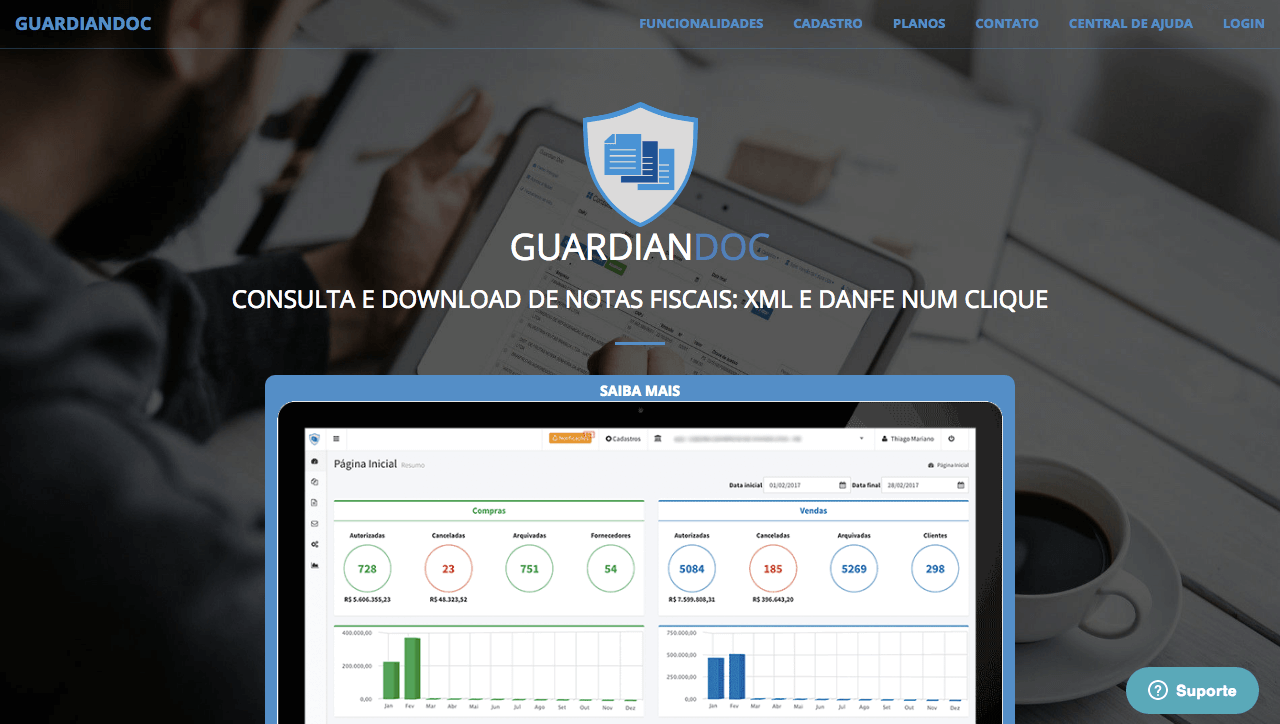 GUARDIANDOC
FUNCIONALIDADES CADASTRO PLANOS CONTATO CENTRAL DE AJUDA LOGIN
GUARDIANDOC
CONSULTA E DOWNLOAD DE NOTAS FISCAIS: XML E DANFE NUM CLIQUE
SAIBA MAIS
Cadastros Thiago Mariano
Página Inicial Resumo Página Inicial
Data inicial 01/02/2017 Data final 28/02/2017
Compras Vendas
Autorizadas Canceladas Arquivadas Fornecedores Autorizadas Canceladas Arquivadas Clientes
728 23 751 54 5084 185 5269 298
R$ 5.606.355,23 R$ 48.323,52 R$ 7.599.808,31 R$ 396.643,20
400.000,00 750.000,00
500.000,00
200.000,00
250.000,00
0,00 0,00
Jan Fev Mar Abr Mai Jun Jul Ago Set Out Nov Dez Jan Fev Mar Abr Mai Jun Jul Ago Set Out Nov Dez
Suporte